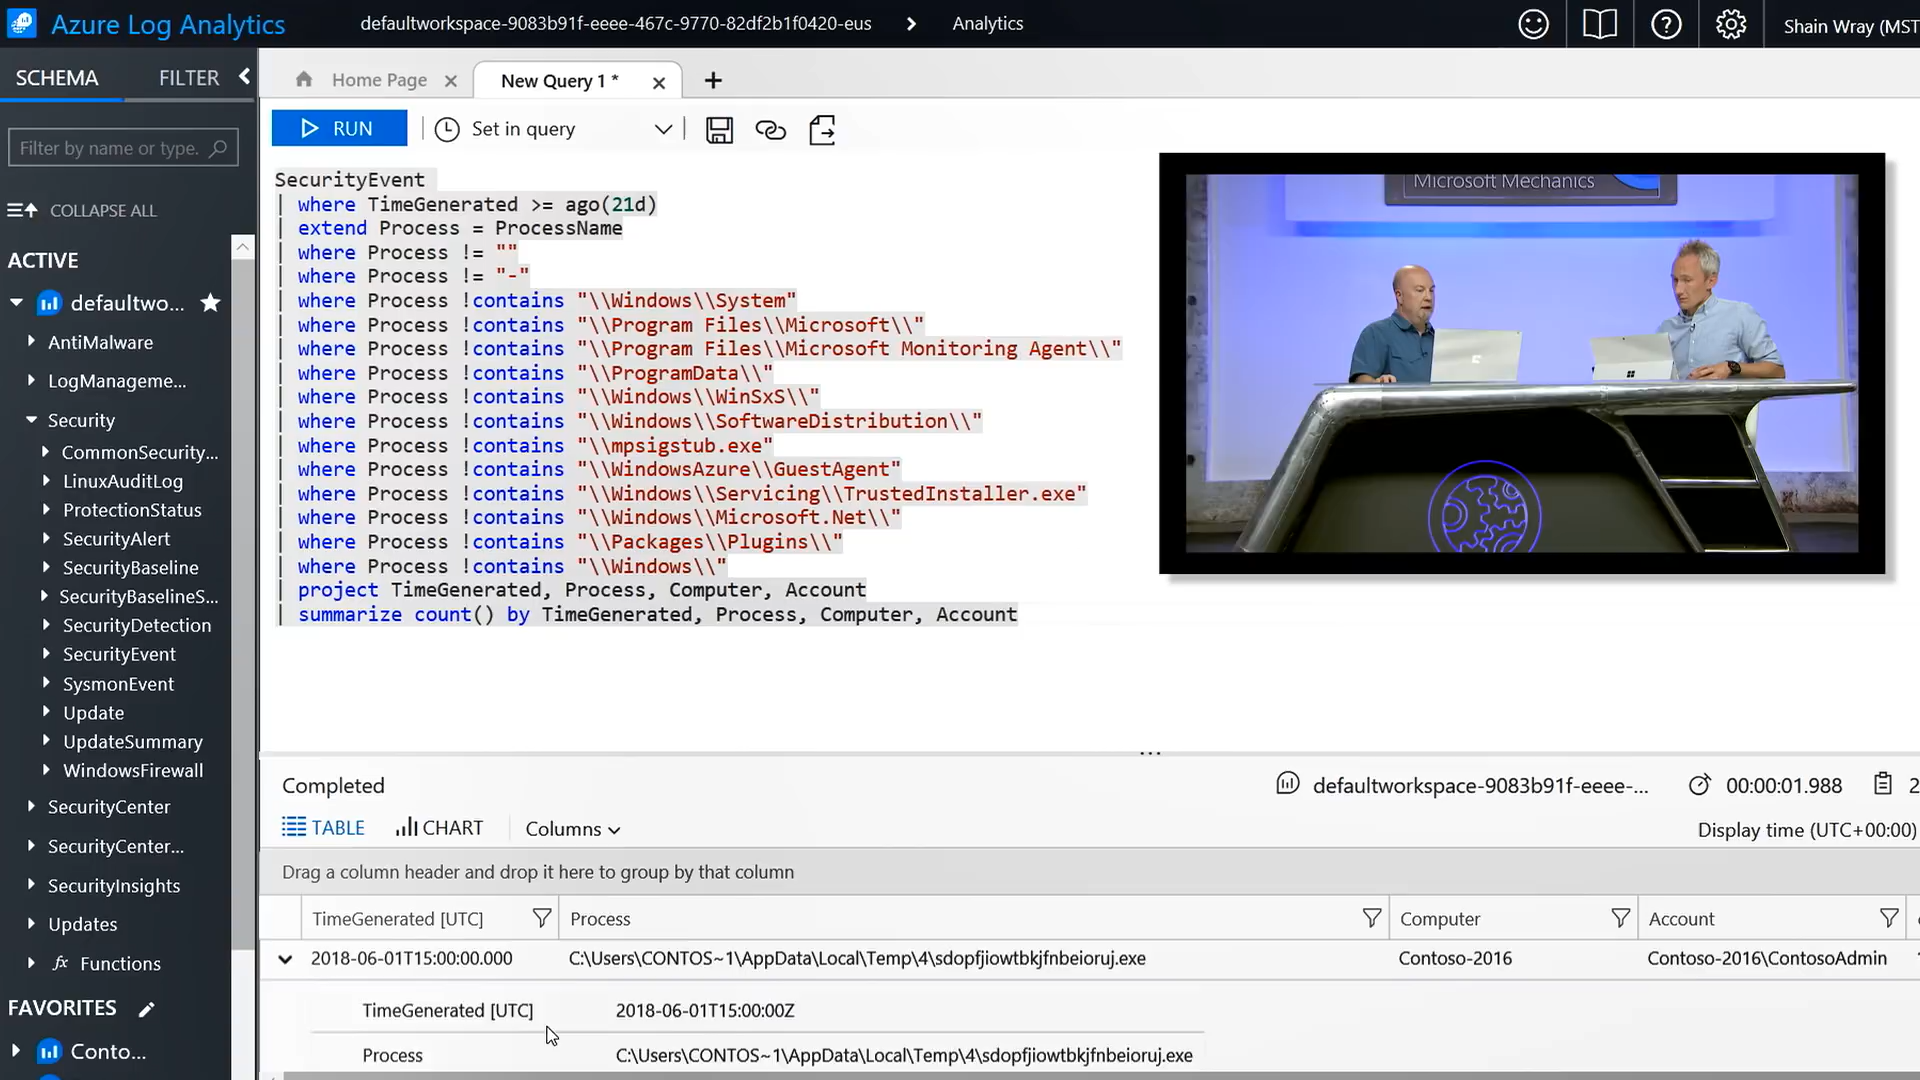 Azure Log Analytics
defaultworkspace-9083b91f-eeee-467c-9770-82df2b1f0420-eus > Analytics
Shain Wray (MST
SCHEMA FILTER
Home Page
New Query 1 *
RUN
Set in query
Filter by name or type.
COLLAPSE ALL
ACTIVE
defaultwo...
AntiMalware
LogManageme...
Security
CommonSecurity...
LinuxAuditLog
ProtectionStatus
SecurityAlert
SecurityBaseline
SecurityBaselineS...
SecurityDetection
SecurityEvent
SysmonEvent
Update
UpdateSummary
WindowsFirewall
SecurityCenter
SecurityCenter...
SecurityInsights
Updates
fx Functions
FAVORITES
Conto...
SecurityEvent
| where TimeGenerated >= ago(21d)
| extend Process = ProcessName
| where Process != ""
| where Process != "-"
| where Process !contains "\\Windows\\System"
| where Process !contains "\\Program Files\\Microsoft\\"
| where Process !contains "\\Program Files\\Microsoft Monitoring Agent\\"
| where Process !contains "\\ProgramData\\"
| where Process !contains "\\Windows\\WinSxS\\"
| where Process !contains "\\Windows\\SoftwareDistribution\\"
| where Process !contains "\\mpsigstub.exe"
| where Process !contains "\\WindowsAzure\\GuestAgent"
| where Process !contains "\\Windows\\Servicing\\TrustedInstaller.exe"
| where Process !contains "\\Windows\\Microsoft.Net\\"
| where Process !contains "\\Packages\\Plugins\\"
| where Process !contains "\\Windows\\"
| project TimeGenerated, Process, Computer, Account
| summarize count() by TimeGenerated, Process, Computer, Account
Microsoft Mechanics
Completed
defaultworkspace-9083b91f-eeee-...
00:00:01.988
2
TABLE CHART Columns
Display time (UTC+00:00)
Drag a column header and drop it here to group by that column
TimeGenerated [UTC] Process Computer Account
2018-06-01T15:00:00.000 C:\Users\CONTOS~1\AppData\Local\Temp\4\sdopfjiowtbkjfnbeioruj.exe Contoso-2016 Contoso-2016\ContosoAdmin
TimeGenerated [UTC] 2018-06-01T15:00:00Z
Process C:\Users\CONTOS~1\AppData\Local\Temp\4\sdopfjiowtbkjfnbeioruj.exe